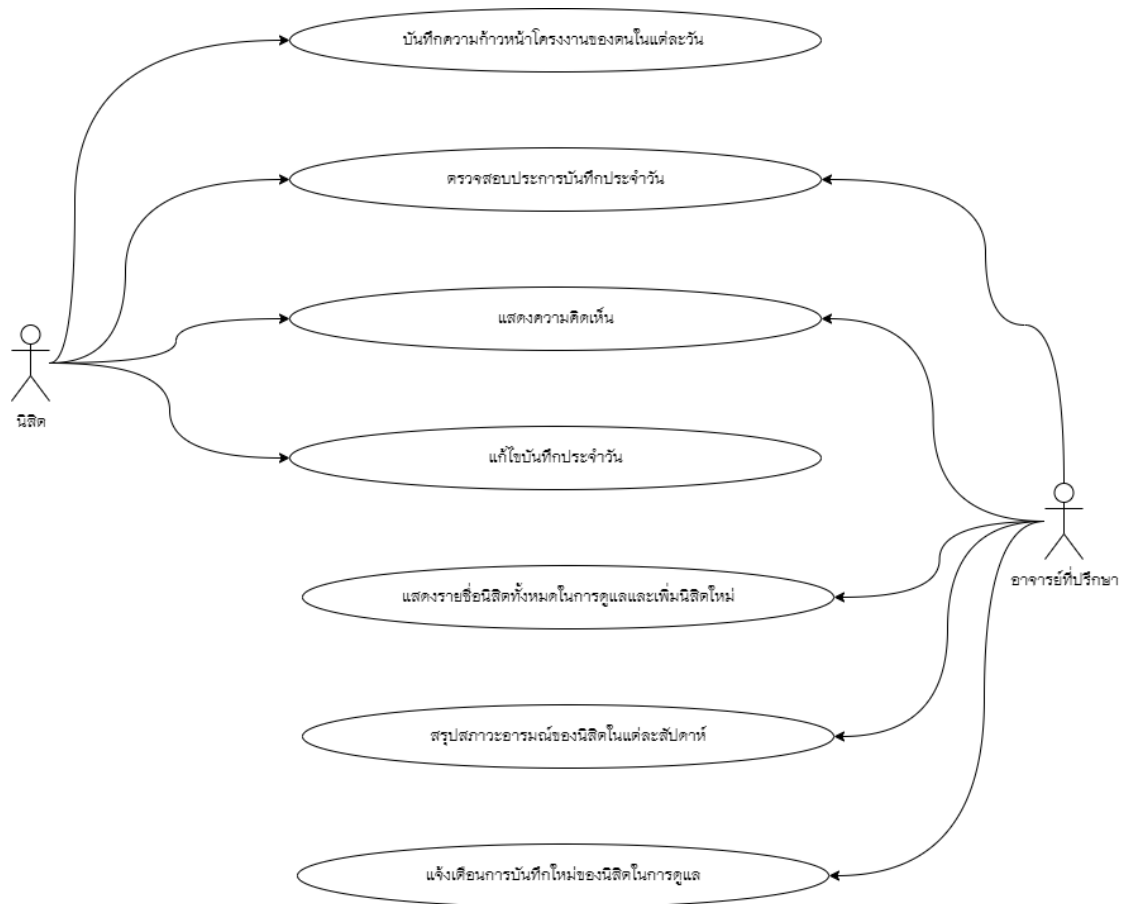 บันทึกความก้าวหน้าโครงงานของตนในแต่ละวัน
ตรวจสอบประการบันทึกประจำวัน
แสดงความคิดเห็น
นิสิต
แก้ไขบันทึกประจำวัน
อาจารย์ที่ปรึกษา
แสดงรายชื่อนิสิตทั้งหมดในการดูแลและเพิ่มนิสิตใหม่
สรุปสภาวะอารมณ์ของนิสิตในแต่ละสัปดาห์
แจ้งเตือนการบันทึกใหม่ของนิสิตในการดูแล